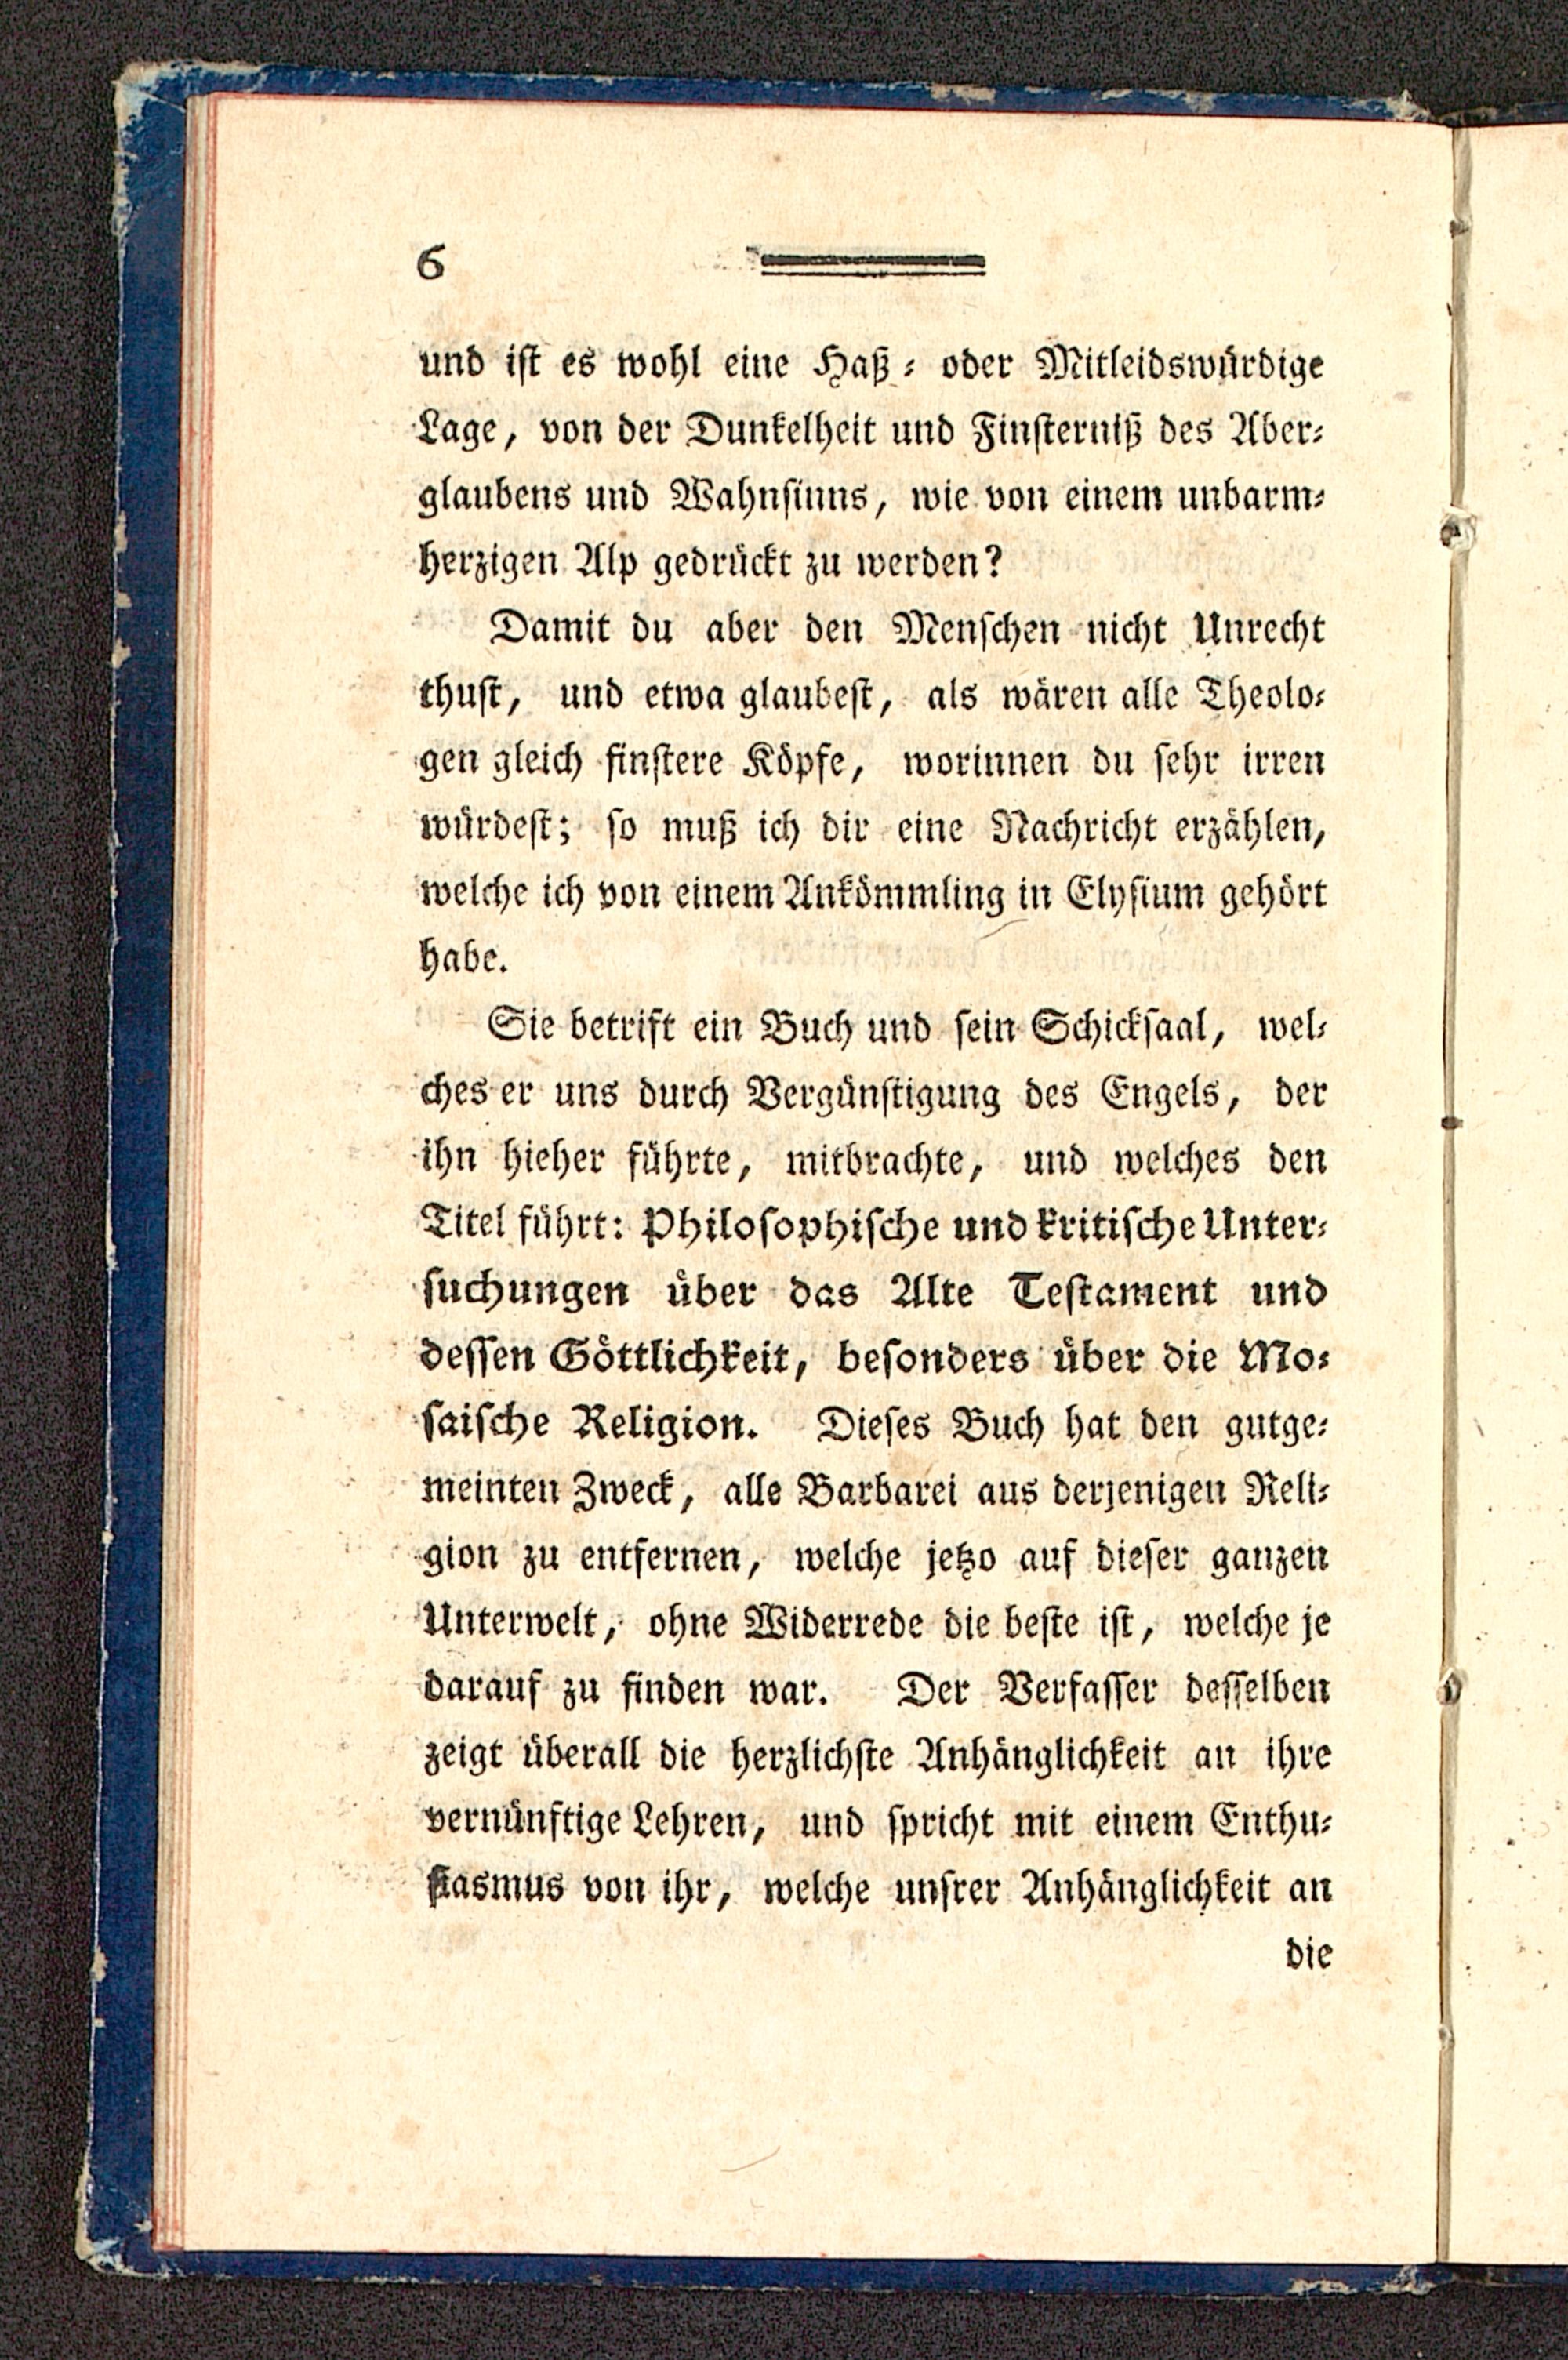 6
und iſt es wohl eine Haß⸗ oder Mitleidswürdige
Lage, von der Dunkelheit und Finſterniß des Aber⸗
glaubens und Wahnſinns, wie von einem unbarm⸗
herzigen Alp gedrückt zu werden?
Damit du aber den Menſchen nicht Unrecht
thuſt, und etwa glaubeſt, als wären alle Theolo⸗
gen gleich finſtere Köpfe, worinnen du ſehr irren
würdeſt; ſo muß ich dir eine Nachricht erzählen,
welche ich von einem Ankömmling in Elyſium gehört
habe.
Sie betrift ein Buch und ſein Schickſaal, wel⸗
ches er uns durch Vergünſtigung des Engels, der
ihn hieher führte, mitbrachte, und welches den
Titel führt: Philoſophiſche und kritiſche Unter⸗
ſuchungen über das Alte Teſtament und
deſſen Göttlichkeit, beſonders über die Mo⸗
ſaiſche Religion. Dieſes Buch hat den gutge⸗
meinten Zweck, alle Barbarei aus derjenigen Reli⸗
gion zu entfernen, welche jetzo auf dieſer ganzen
Unterwelt, ohne Widerrede die beſte iſt, welche je
darauf zu finden war. Der Verfaſſer deſſelben
zeigt überall die herzlichſte Anhänglichkeit an ihre
vernünftige Lehren, und ſpricht mit einem Enthu⸗
ſiasmus von ihr, welche unſrer Anhänglichkeit an
die